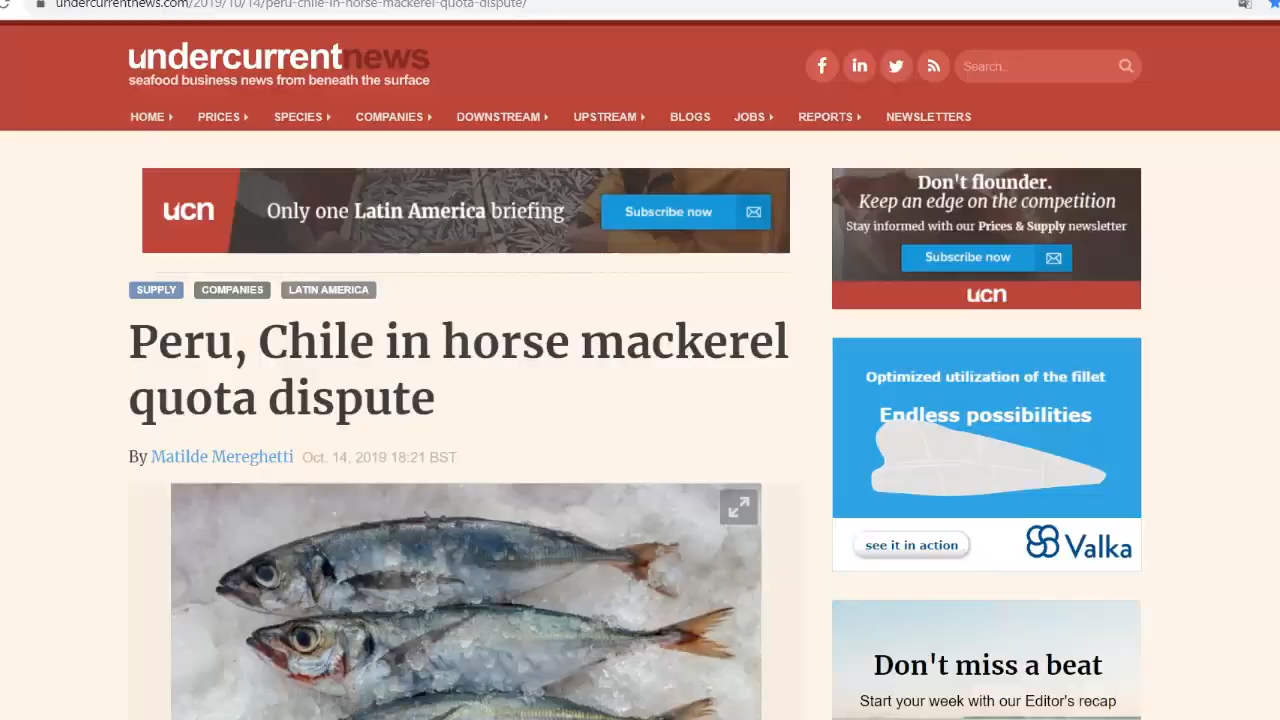 undercurrentnews.com/2019/10/14/peru-chile-in-horse-mackerel-quota-dispute/
undercurrentnews
seafood business news from beneath the surface
Search..
HOME PRICES SPECIES COMPANIES DOWNSTREAM UPSTREAM BLOGS JOBS REPORTS NEWSLETTERS
ucn
Only one Latin America briefing
Subscribe now
Don't flounder.
Keep an edge on the competition
Stay informed with our Prices & Supply newsletter
Subscribe now
ucn
SUPPLY COMPANIES LATIN AMERICA
Peru, Chile in horse mackerel
quota dispute
By Matilde Mereghetti Oct. 14, 2019 18:21 BST
Optimized utilization of the fillet
Endless possibilities
see it in action
Valka
Don't miss a beat
Start your week with our Editor's recap